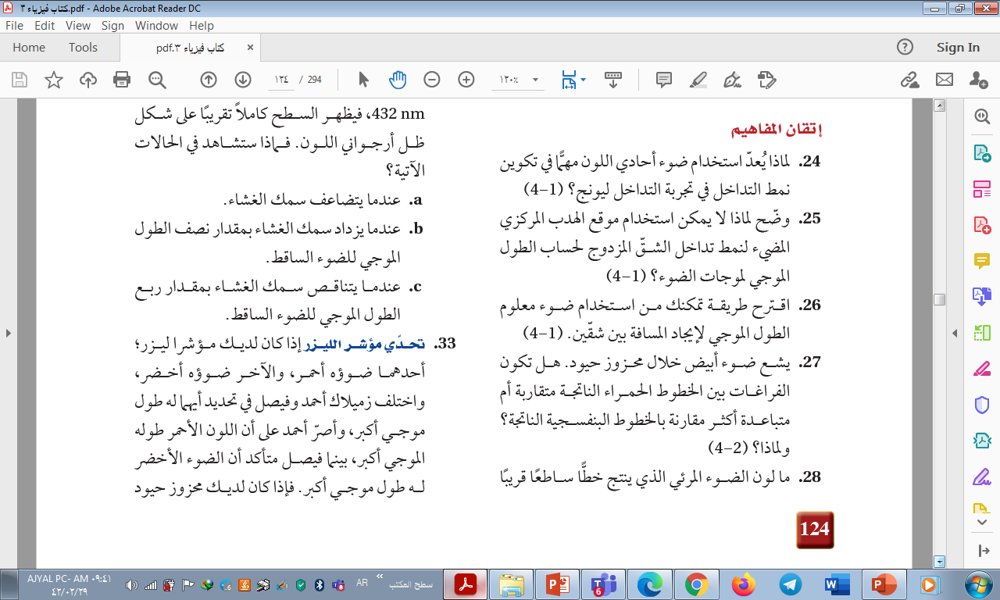 كتاب فيزياء ٣.pdf - Adobe Acrobat Reader DC
File Edit View Sign Window Help
Home Tools كتاب فيزياء ٣.pdf × Sign In
١٢٤ / 294 ١٢٠٪
إتقان المفاهيم
24. لماذا يُعدّ استخدام ضوء أحادي اللون مهمًّا في تكوين
نمط التداخل في تجربة التداخل ليونج؟ (1–4)
25. وضّح لماذا لا يمكن استخدام موقع الهدب المركزي
المضيء لنمط تداخل الشقّ المزدوج لحساب الطول
الموجي لموجات الضوء؟ (1–4)
26. اقترح طريقة تمكنك من استخدام ضوء معلوم
الطول الموجي لإيجاد المسافة بين شقّين. (1–4)
27. يشع ضوء أبيض خلال محزوز حيود. هل تكون
الفراغات بين الخطوط الحمراء الناتجة متقاربة أم
متباعدة أكثر مقارنة بالخطوط البنفسجية الناتجة؟
ولماذا؟ (2–4)
28. ما لون الضوء المرئي الذي ينتج خطًّا ساطعًا قريبًا
432 nm، فيظهر السطح كاملاً تقريبًا على شكل
ظل أرجواني اللون. فماذا ستشاهد في الحالات
الآتية؟
a. عندما يتضاعف سمك الغشاء.
b. عندما يزداد سمك الغشاء بمقدار نصف الطول
الموجي للضوء الساقط.
c. عندما يتناقص سمك الغشاء بمقدار ربع
الطول الموجي للضوء الساقط.
33. تحدّي مؤشر الليزر إذا كان لديك مؤشرا ليزر؛
أحدهما ضوؤه أحمر، والآخر ضوؤه أخضر،
واختلف زميلاك أحمد وفيصل في تحديد أيهما له طول
موجي أكبر، وأصرّ أحمد على أن اللون الأحمر طوله
الموجي أكبر، بينما فيصل متأكد أن الضوء الأخضر
له طول موجي أكبر. فإذا كان لديك محزوز حيود
124
AJYAL PC- AM ٠٩:٤١
٤٢/٠٢/٢٩
AR
سطح المكتب
6